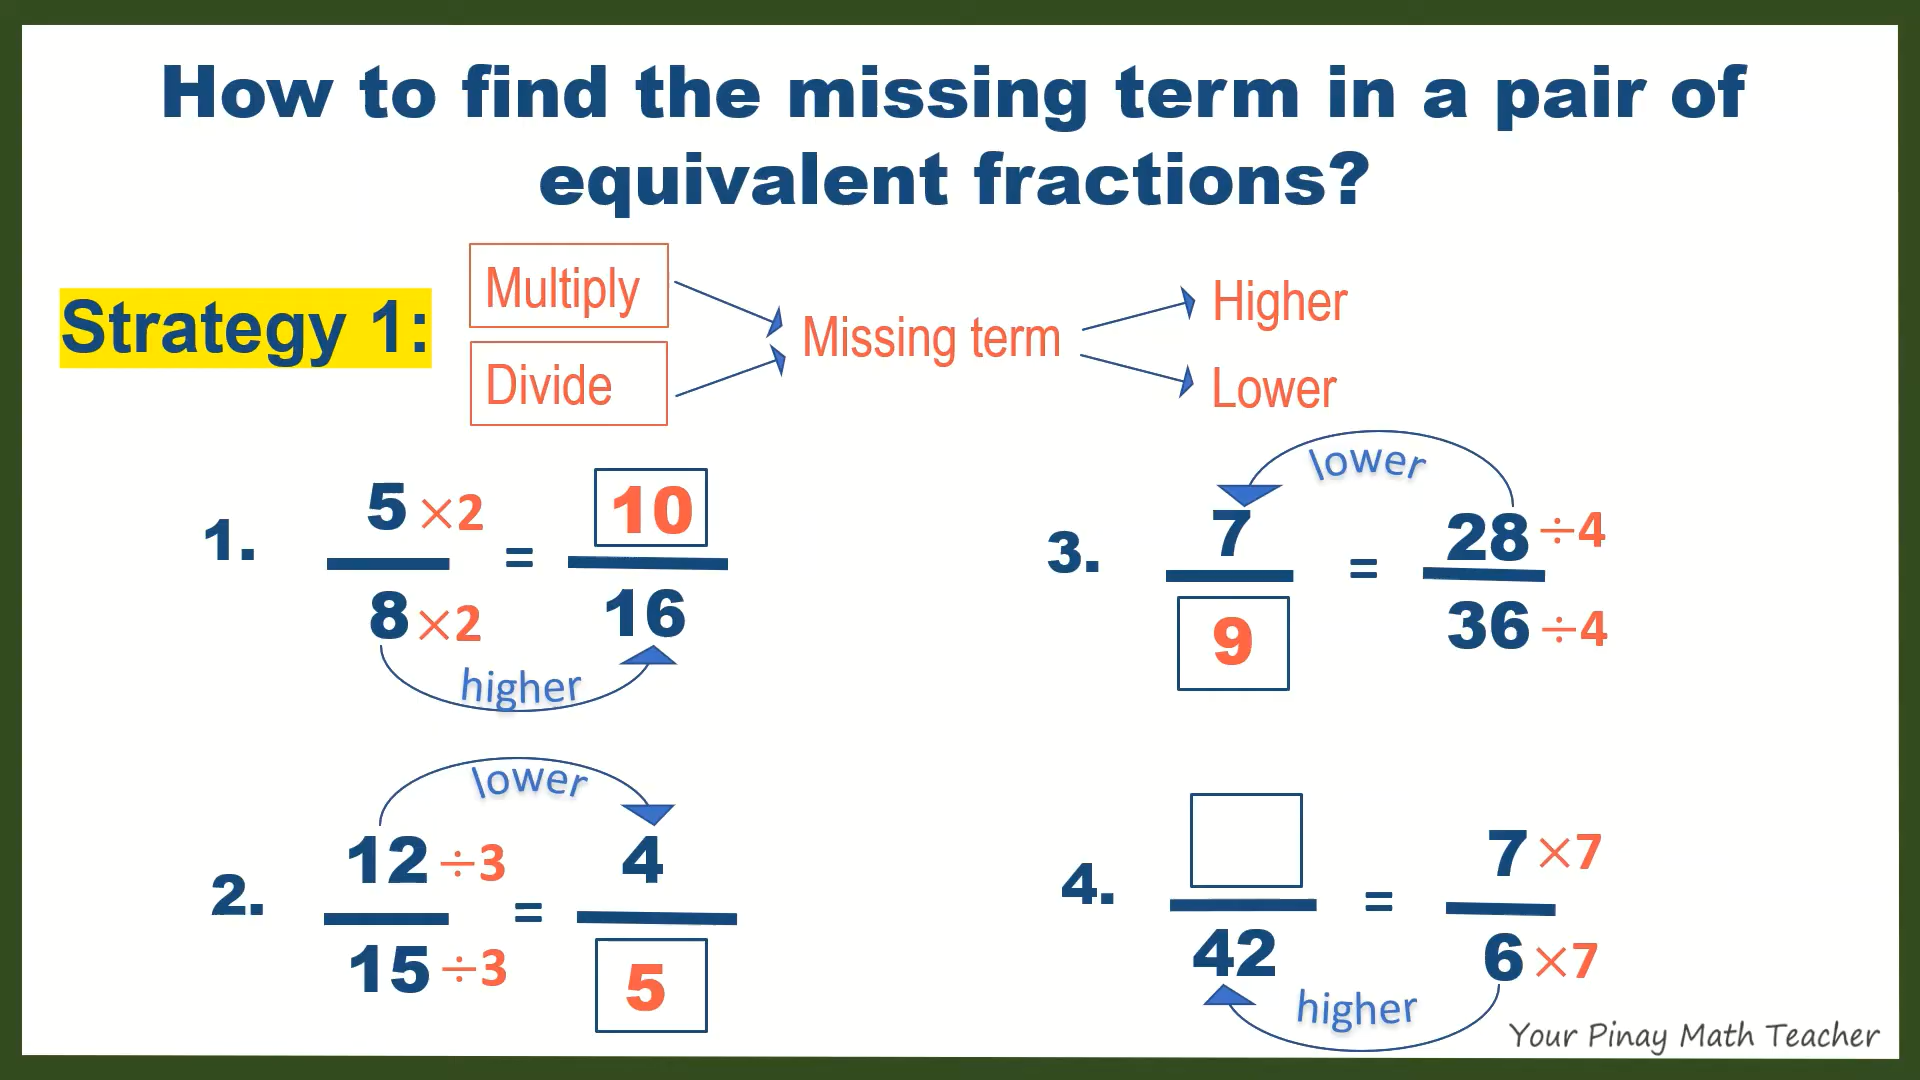 How to find the missing term in a pair of
equivalent fractions?
Strategy 1:
Multiply
Divide
Missing term
Higher
Lower
1.
5 ×2
8 ×2
=
10
16
higher
2.
lower
12 ÷3
15 ÷3
=
4
5
3.
lower
7
9
=
28 ÷4
36 ÷4
4.
42
=
7 ×7
6 ×7
higher
Your Pinay Math Teacher